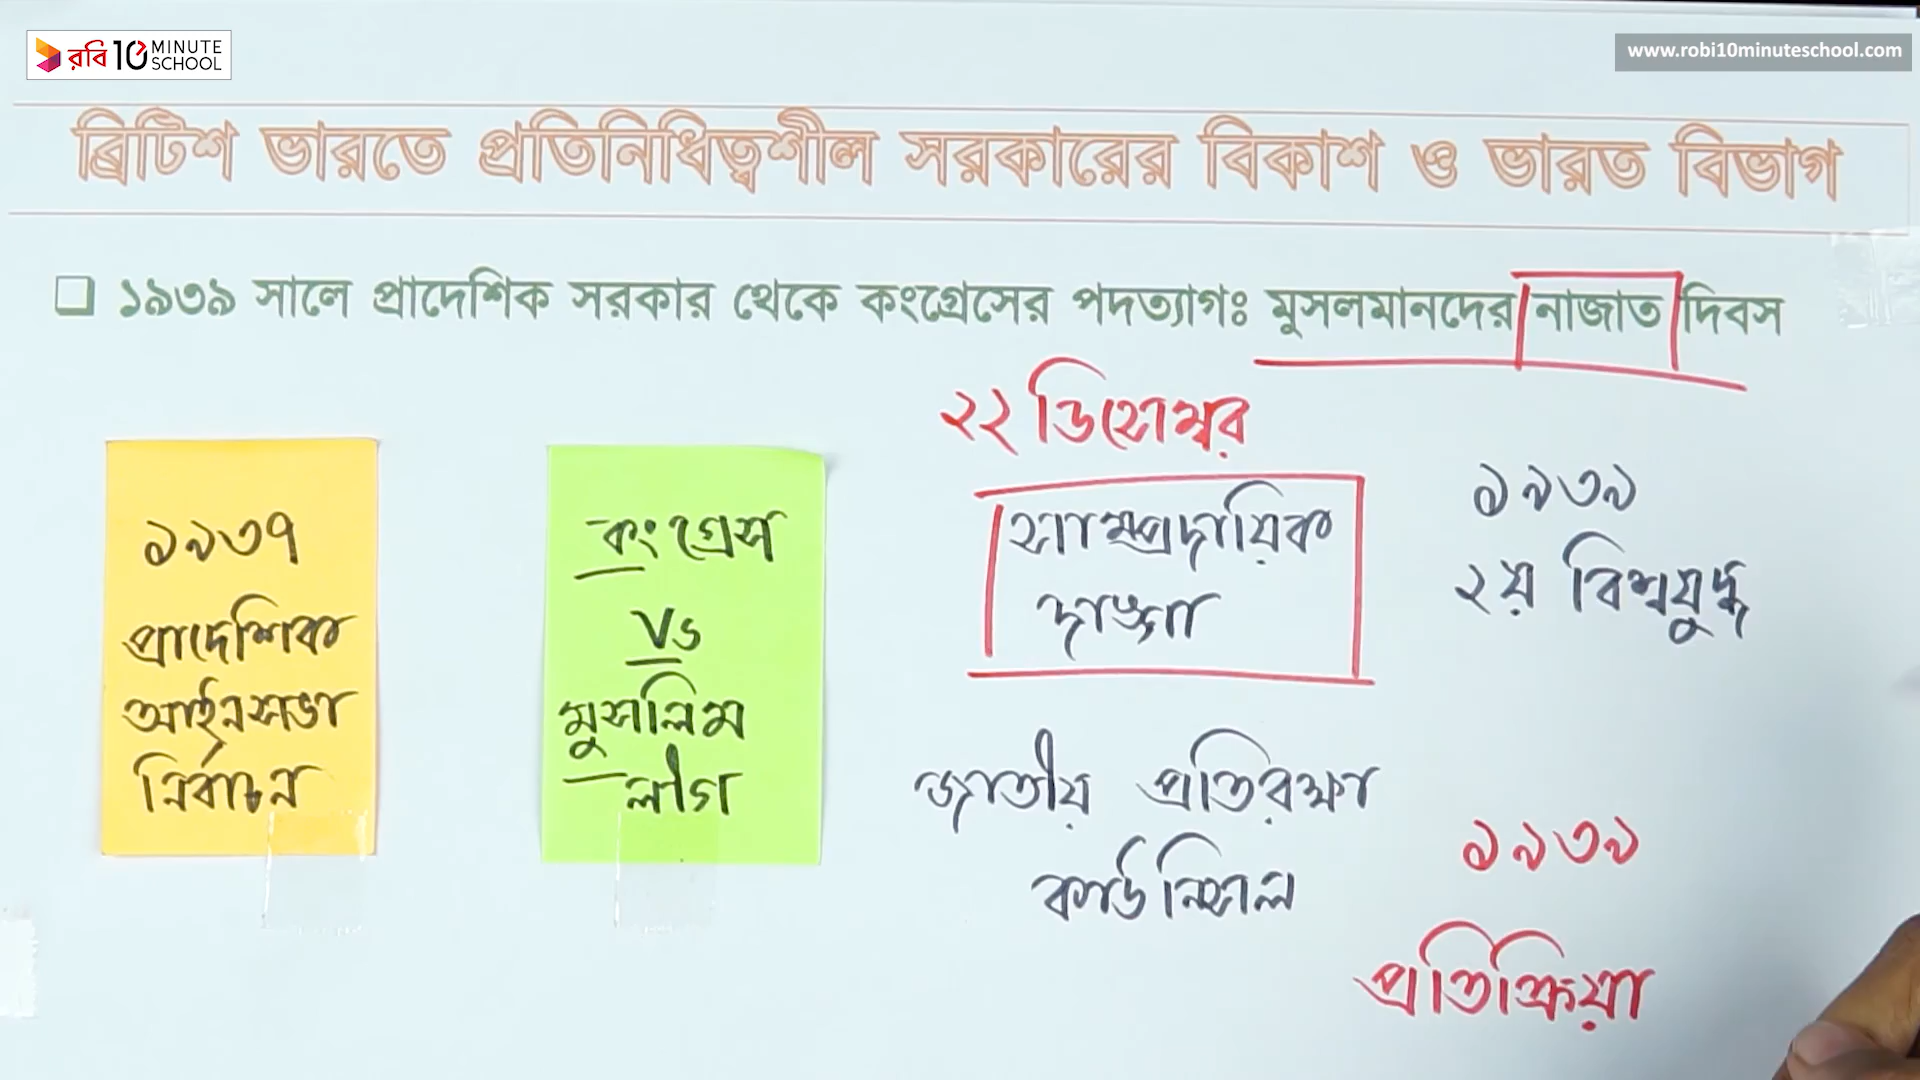 রবি 10 MINUTE SCHOOL
www.robi10minuteschool.com
ব্রিটিশ ভারতে প্রতিনিধিত্বশীল সরকারের বিকাশ ও ভারত বিভাগ
১৯৩৯ সালে প্রাদেশিক সরকার থেকে কংগ্রেসের পদত্যাগঃ মুসলমানদের নাজাত দিবস
১৯৩৭
প্রাদেশিক
আইনসভা
নির্বাচন
কংগ্রেস
Vs
মুসলিম
লীগ
২২ ডিসেম্বর
সাম্প্রদায়িক
দাঙ্গা
জাতীয় প্রতিরক্ষা
কাউন্সিল
১৯৩৯
২য় বিশ্বযুদ্ধ
১৯৩৯
প্রতিক্রিয়া